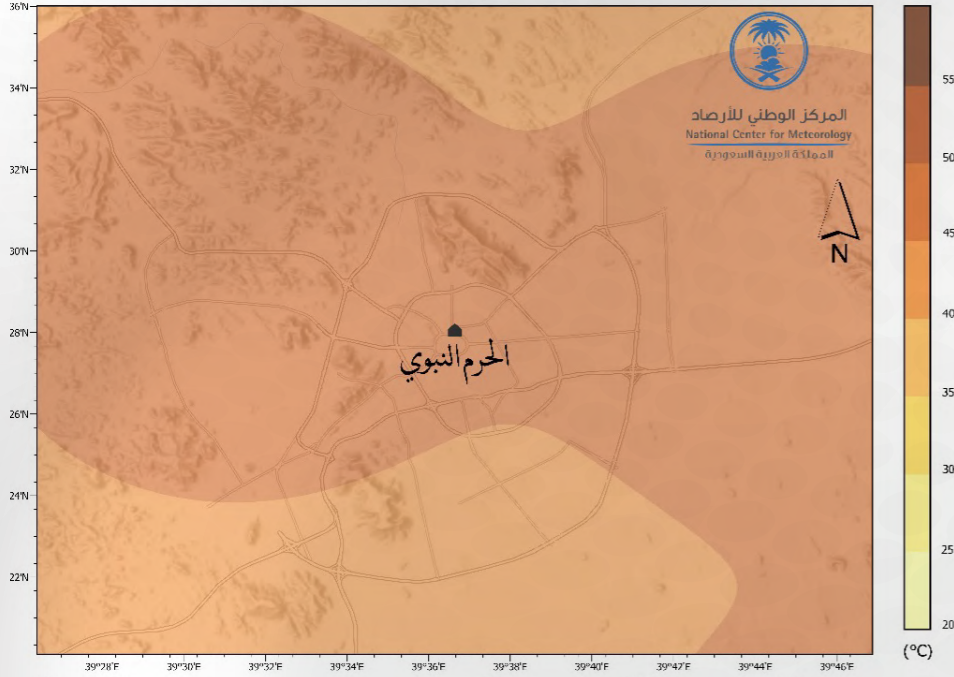 36'N
34'N
32'N
30'N
28'N
26'N
24'N
22'N
المركز الوطني للأرصاد
National Center for Meteorology
المملكة العربية السعودية
N
الحرم النبوي
39°28'E
39°30'E
39°32'E
39°34'E
39°36'E
39°38'E
39°40'E
39°42'E
39°44'E
39°46'E
55
50
45
40
35
30
25
20
(°C)